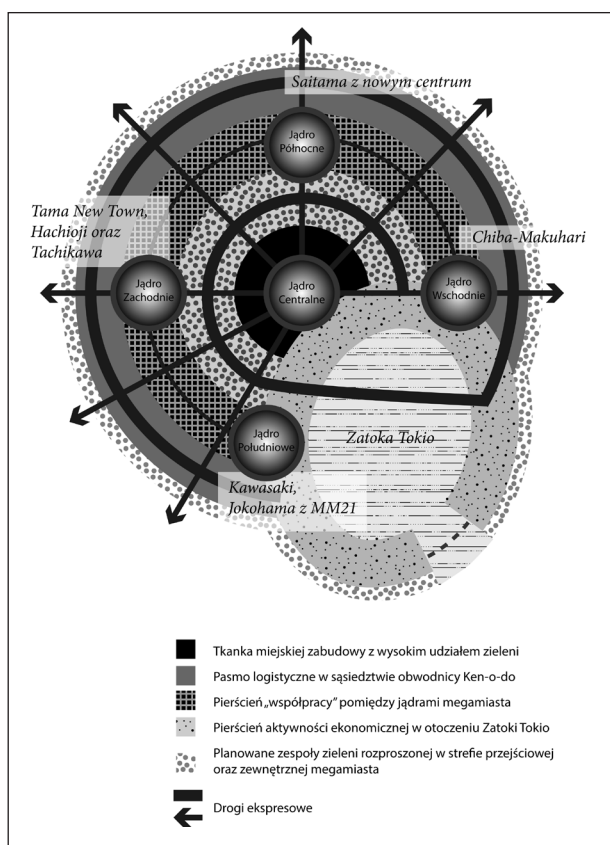 Saitama z nowym centrum
Jądro
Północne
Tama New Town,
Hachioji oraz
Tachikawa
Chiba-Makuhari
Jądro
Zachodnie
Jądro
Centralne
Jądro
Wschodnie
Jądro
Południowe
Zatoka Tokio
Kawasaki,
Jokohama z MM21
Tkanka miejskiej zabudowy z wysokim udziałem zieleni
Pasmo logistyczne w sąsiedztwie obwodnicy Ken-o-do
Pierścień „współpracy” pomiędzy jądrami megamiasta
Pierścień aktywności ekonomicznej w otoczeniu Zatoki Tokio
Planowane zespoły zieleni rozproszonej w strefie przejściowej
oraz zewnętrznej megamiasta
Drogi ekspresowe